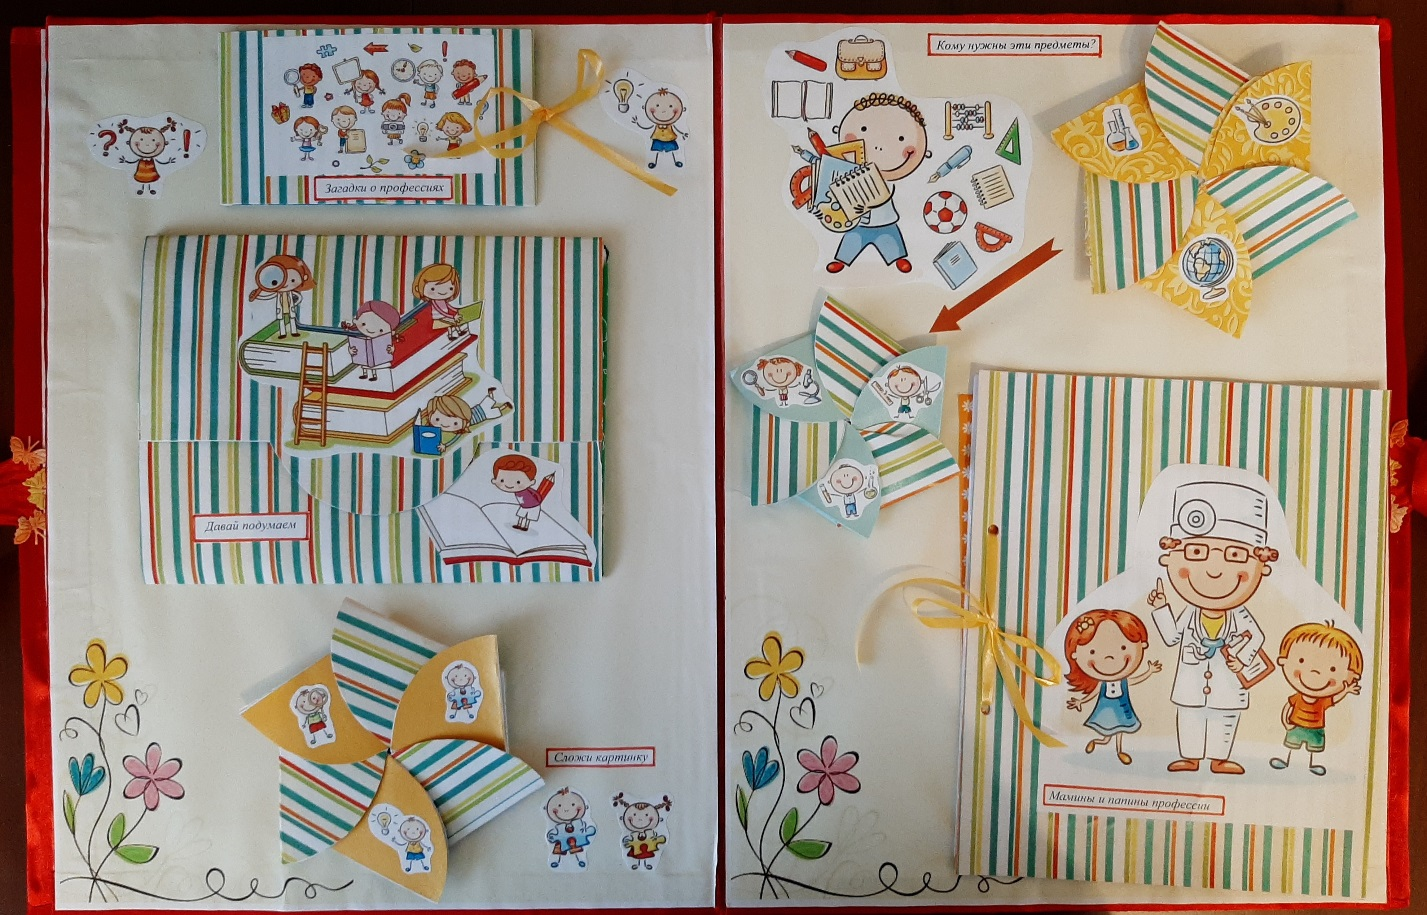 Загадки о профессиях
Давай подумаем
Сложи картинку
Кому нужны эти предметы?
Мамины и папины профессии